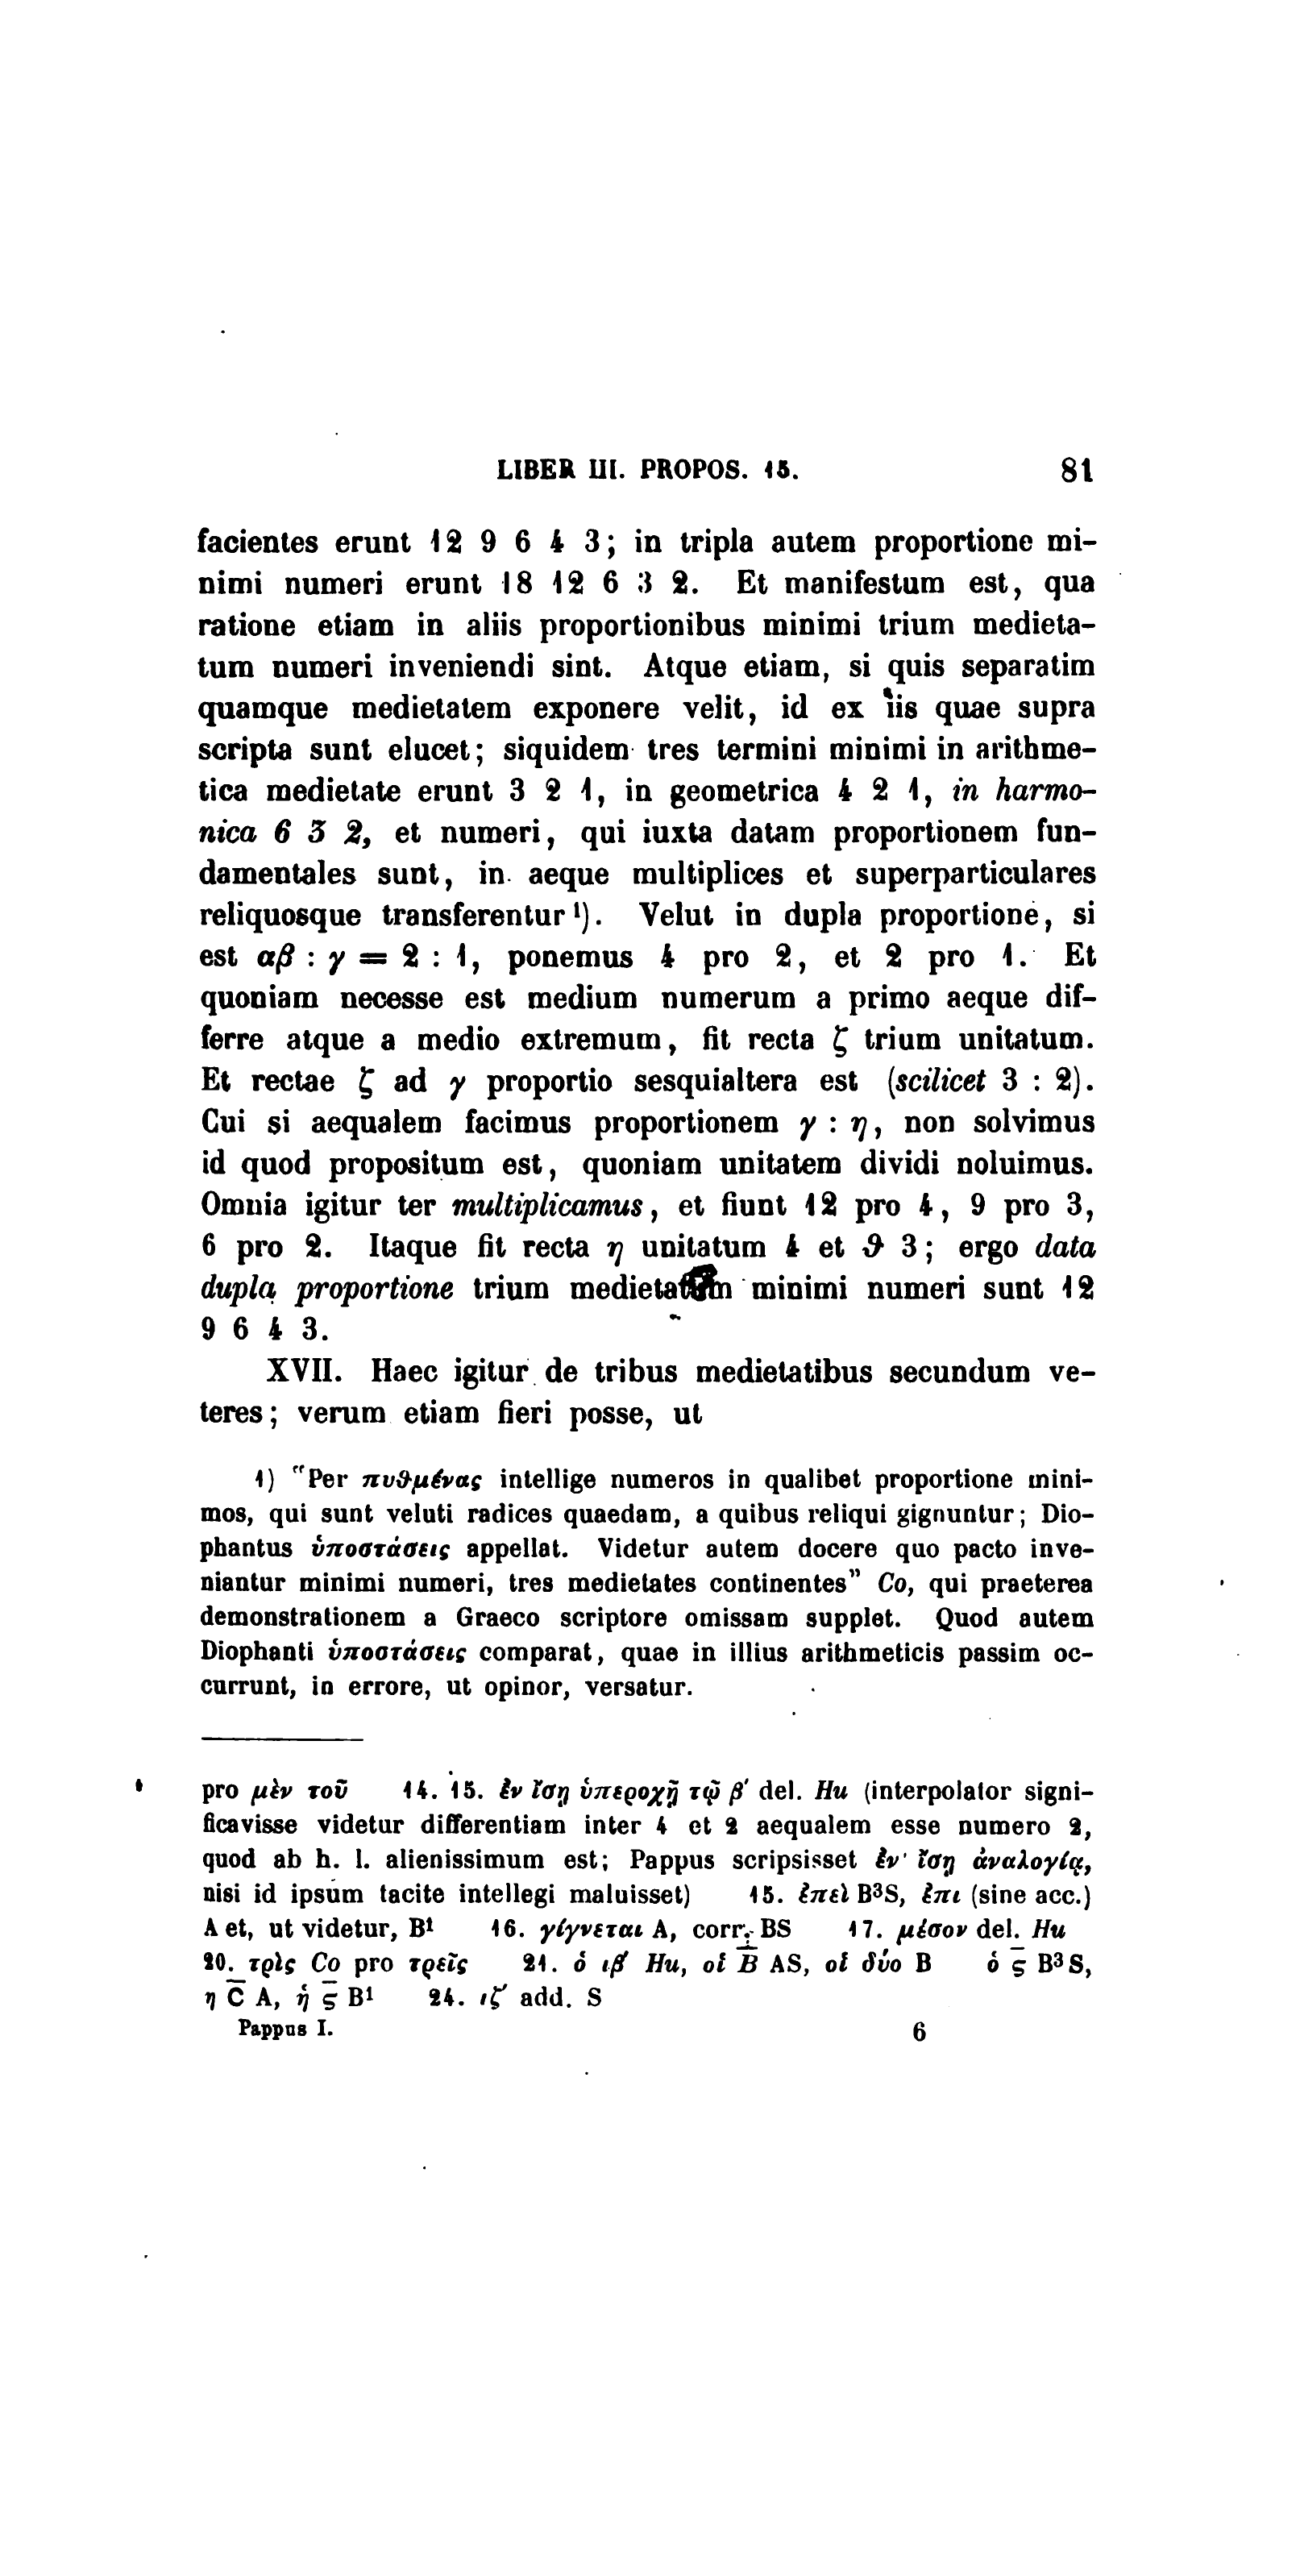 LIBER III. PROPOS. 15. 81
facientes erunt 12 9 6 4 3; in tripla autem proportione mi-
nimi numeri erunt 18 12 6 3 2. Et manifestum est, qua
ratione etiam in aliis proportionibus minimi trium medieta-
tum numeri inveniendi sint. Atque etiam, si quis separatim
quamque medietatem exponere velit, id ex iis quae supra
scripta sunt elucet; siquidem tres termini minimi in arithme-
tica medietate erunt 3 2 1, in geometrica 4 2 1, in harmo-
nica 6 3 2, et numeri, qui iuxta datam proportionem fun-
damentales sunt, in aeque multiplices et superparticulares
reliquosque transferentur¹). Velut in dupla proportione, si
est αβ : γ = 2 : 1, ponemus 4 pro 2, et 2 pro 1. Et
quoniam necesse est medium numerum a primo aeque dif-
ferre atque a medio extremum, fit recta ζ trium unitatum.
Et rectae ζ ad γ proportio sesquialtera est (scilicet 3 : 2).
Cui si aequalem facimus proportionem γ : η, non solvimus
id quod propositum est, quoniam unitatem dividi noluimus.
Omnia igitur ter multiplicamus, et fiunt 12 pro 4, 9 pro 3,
6 pro 2. Itaque fit recta η unitatum 4 et ϑ 3; ergo data
dupla proportione trium medietatum minimi numeri sunt 12
9 6 4 3.
XVII. Haec igitur de tribus medietatibus secundum ve-
teres; verum etiam fieri posse, ut
1) "Per πυϑμένας intellige numeros in qualibet proportione mini-
mos, qui sunt veluti radices quaedam, a quibus reliqui gignuntur; Dio-
phantus ὑποστάσεις appellat. Videtur autem docere quo pacto inve-
niantur minimi numeri, tres medietates continentes" Co, qui praeterea
demonstrationem a Graeco scriptore omissam supplet. Quod autem
Diophanti ὑποστάσεις comparat, quae in illius arithmeticis passim oc-
currunt, in errore, ut opinor, versatur.
pro μὲν τοῦ 14. 15. ἐν ἴσῃ ὑπεροχῇ τῷ β' del. Hu (interpolator signi-
ficavisse videtur differentiam inter 4 et 2 aequalem esse numero 2,
quod ab h. l. alienissimum est; Pappus scripsisset ἐν ἴσῃ ἀναλογίᾳ,
nisi id ipsum tacite intellegi maluisset) 15. ἐπεὶ B³S, ἐπι (sine acc.)
A et, ut videtur, B¹ 16. γίγνεται A, corr. BS 17. μέσον del. Hu
20. τρὶς Co pro τρεῖς 21. ὁ ιβ' Hu, οἱ B̅ AS, οἱ δύο B ὁ ς̅ B³S,
η C̅ A, ἡ ς̅ B¹ 24. ιζ' add. S
Pappus I. 6